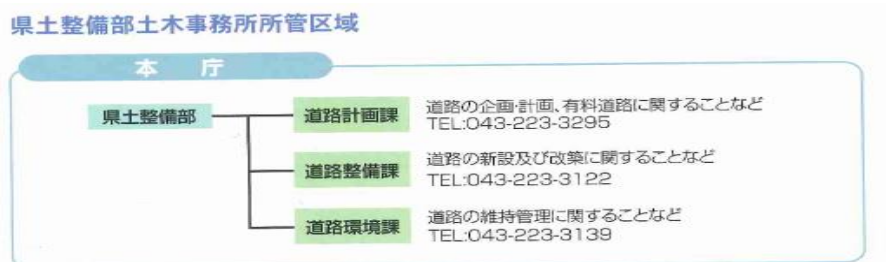 県土整備部土木事務所所管区域
本庁
県土整備部
道路計画課
道路の企画・計画、有料道路に関することなど
TEL:043-223-3295
道路整備課
道路の新設及び改築に関することなど
TEL:043-223-3122
道路環境課
道路の維持管理に関することなど
TEL:043-223-3139